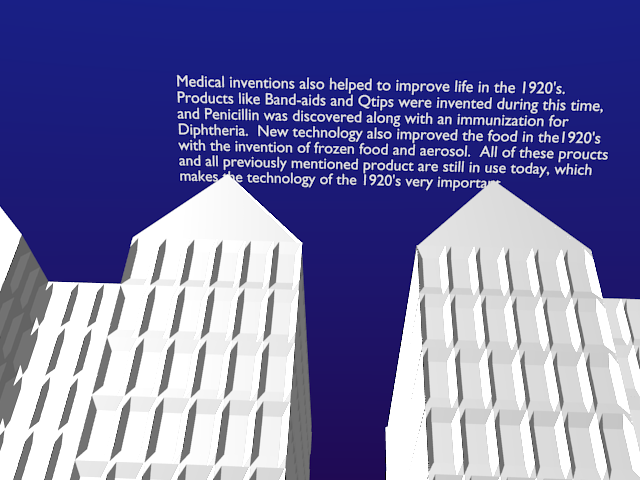 Medical inventions also helped to improve life in the 1920's.
Products like Band-aids and Qtips were invented during this time,
and Penicillin was discovered along with an immunization for
Diphtheria.  New technology also improved the food in the1920's
with the invention of frozen food and aerosol.  All of these proucts
and all previously mentioned product are still in use today, which
makes the technology of the 1920's very important.